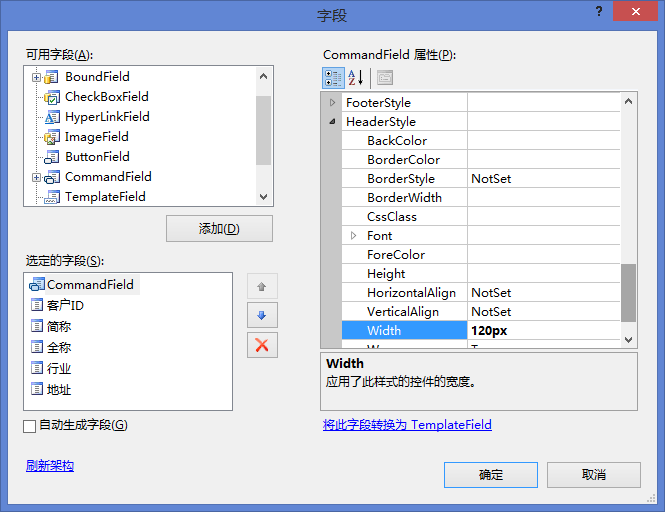 字段
?
可用字段(A):
BoundField
CheckBoxField
HyperLinkField
ImageField
ButtonField
CommandField
TemplateField
添加(D)
选定的字段(S):
CommandField
客户ID
简称
全称
行业
地址
自动生成字段(G)
刷新架构
CommandField 属性(P):
FooterStyle
HeaderStyle
BackColor
BorderColor
BorderStyle NotSet
BorderWidth
CssClass
Font
ForeColor
Height
HorizontalAlign NotSet
VerticalAlign NotSet
Width 120px
Width
应用了此样式的控件的宽度。
将此字段转换为 TemplateField
确定
取消